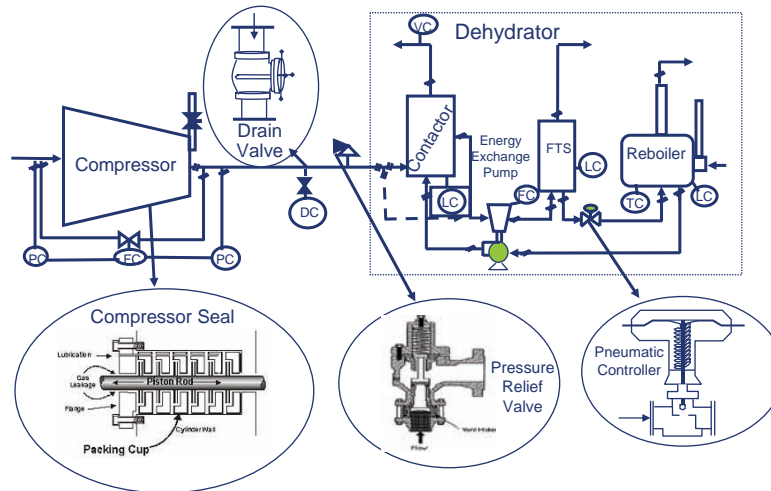 VC
Dehydrator
Drain
Valve
Compressor
Contactor
Energy
Exchange
Pump
FTS
LC
Reboiler
LC
FC
TC
LC
DC
PC
FC
PC
Compressor Seal
Lubrication
Gas
Leakage
Piston Rod
Flange
Cylinder Wall
Packing Cup
Pressure
Relief
Valve
Flow
Pneumatic
Controller